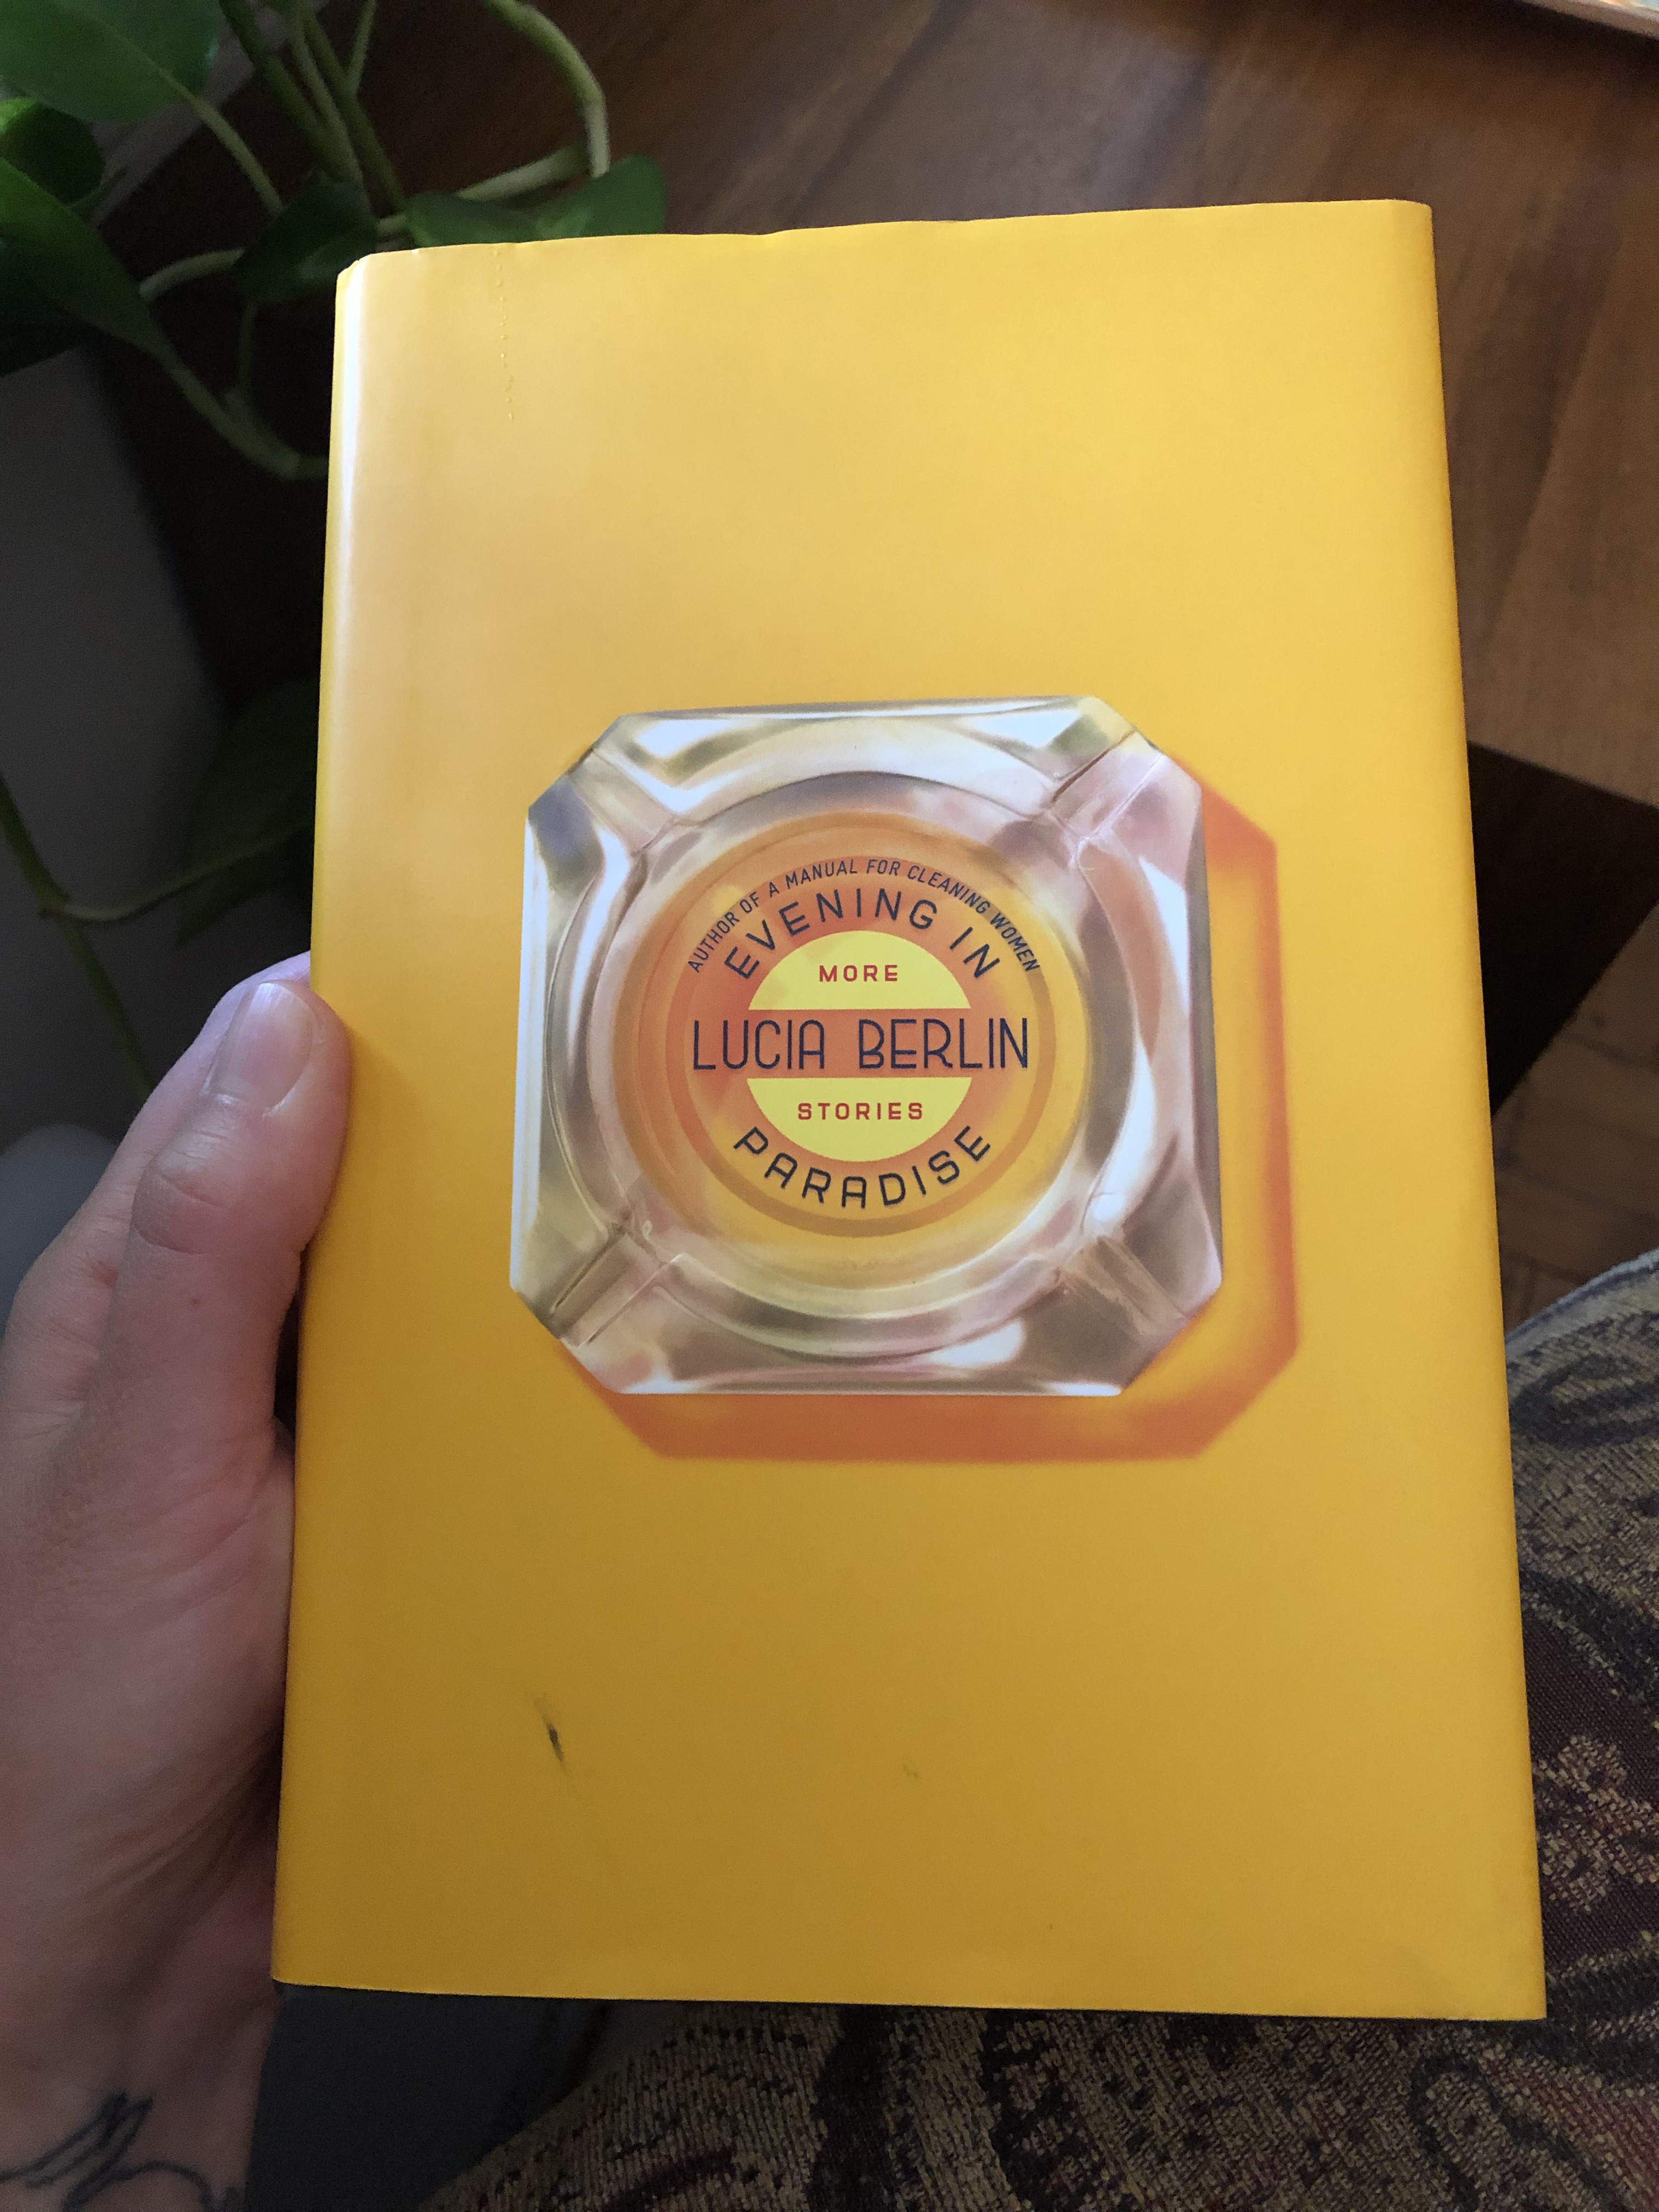 AUTHOR OF A MANUAL FOR CLEANING WOMEN
EVENING IN
MORE
LUCIA BERLIN
STORIES
PARADISE